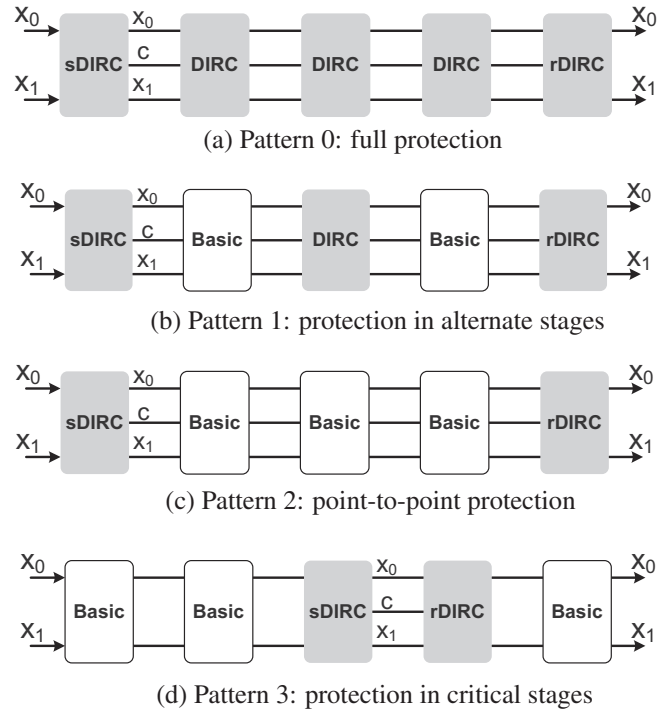 X0 x0 X0
sDIRC c DIRC DIRC DIRC rDIRC
X1 x1 X1
(a) Pattern 0: full protection
X0 x0 X0
sDIRC c Basic DIRC Basic rDIRC
X1 x1 X1
(b) Pattern 1: protection in alternate stages
X0 x0 X0
sDIRC c Basic Basic Basic rDIRC
X1 x1 X1
(c) Pattern 2: point-to-point protection
X0 x0 X0
Basic Basic sDIRC c rDIRC Basic
X1 x1 X1
(d) Pattern 3: protection in critical stages